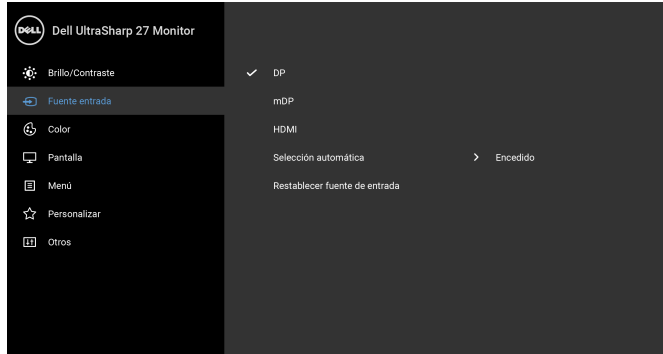 DELL
Dell UltraSharp 27 Monitor
Brillo/Contraste
Fuente entrada
Color
Pantalla
Menú
Personalizar
Otros
DP
mDP
HDMI
Selección automática Encedido
Restablecer fuente de entrada